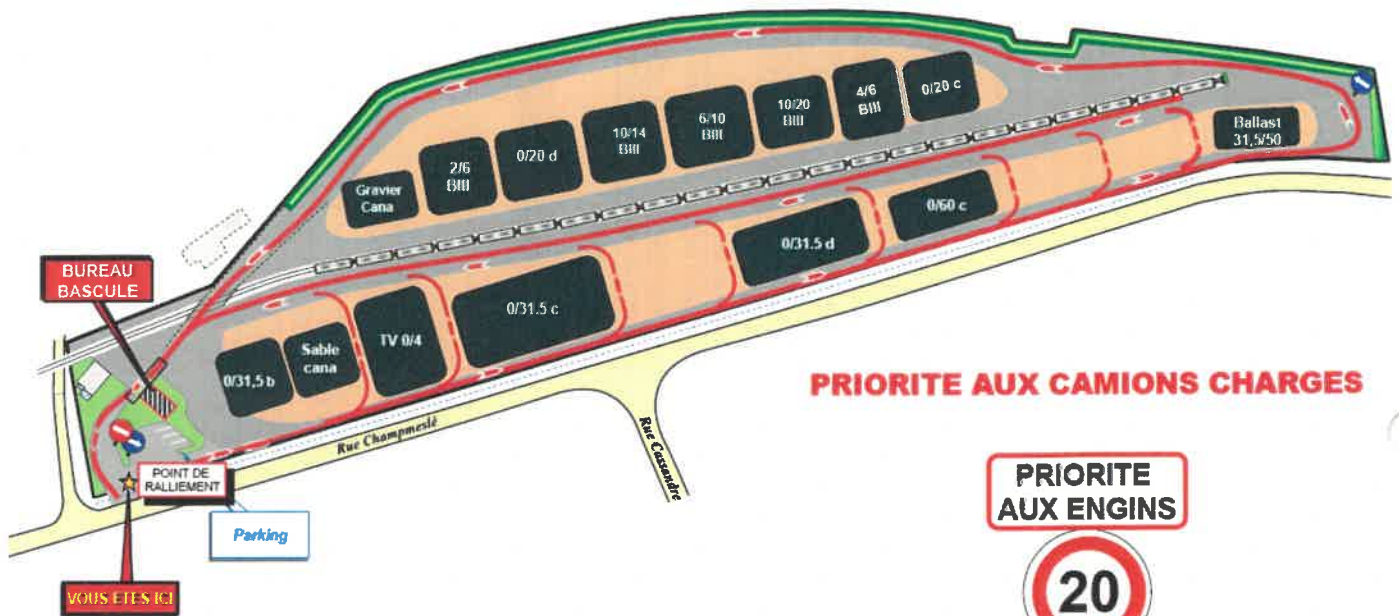 4/6
BIII
0/20 c
10/20
BIII
6/10
BIII
10/14
BIII
0/20 d
2/6
BIII
Gravier
Cana
Ballast
31,5/50
0/60 c
0/31.5 d
0/31.5 c
TV 0/4
Sable
cana
0/31,5 b
BUREAU
BASCULE
PRIORITE AUX CAMIONS CHARGES
Rue Champmeslé
Rue Cassandre
POINT DE
RALLIEMENT
Parking
VOUS ETES ICI
PRIORITE
AUX ENGINS
20